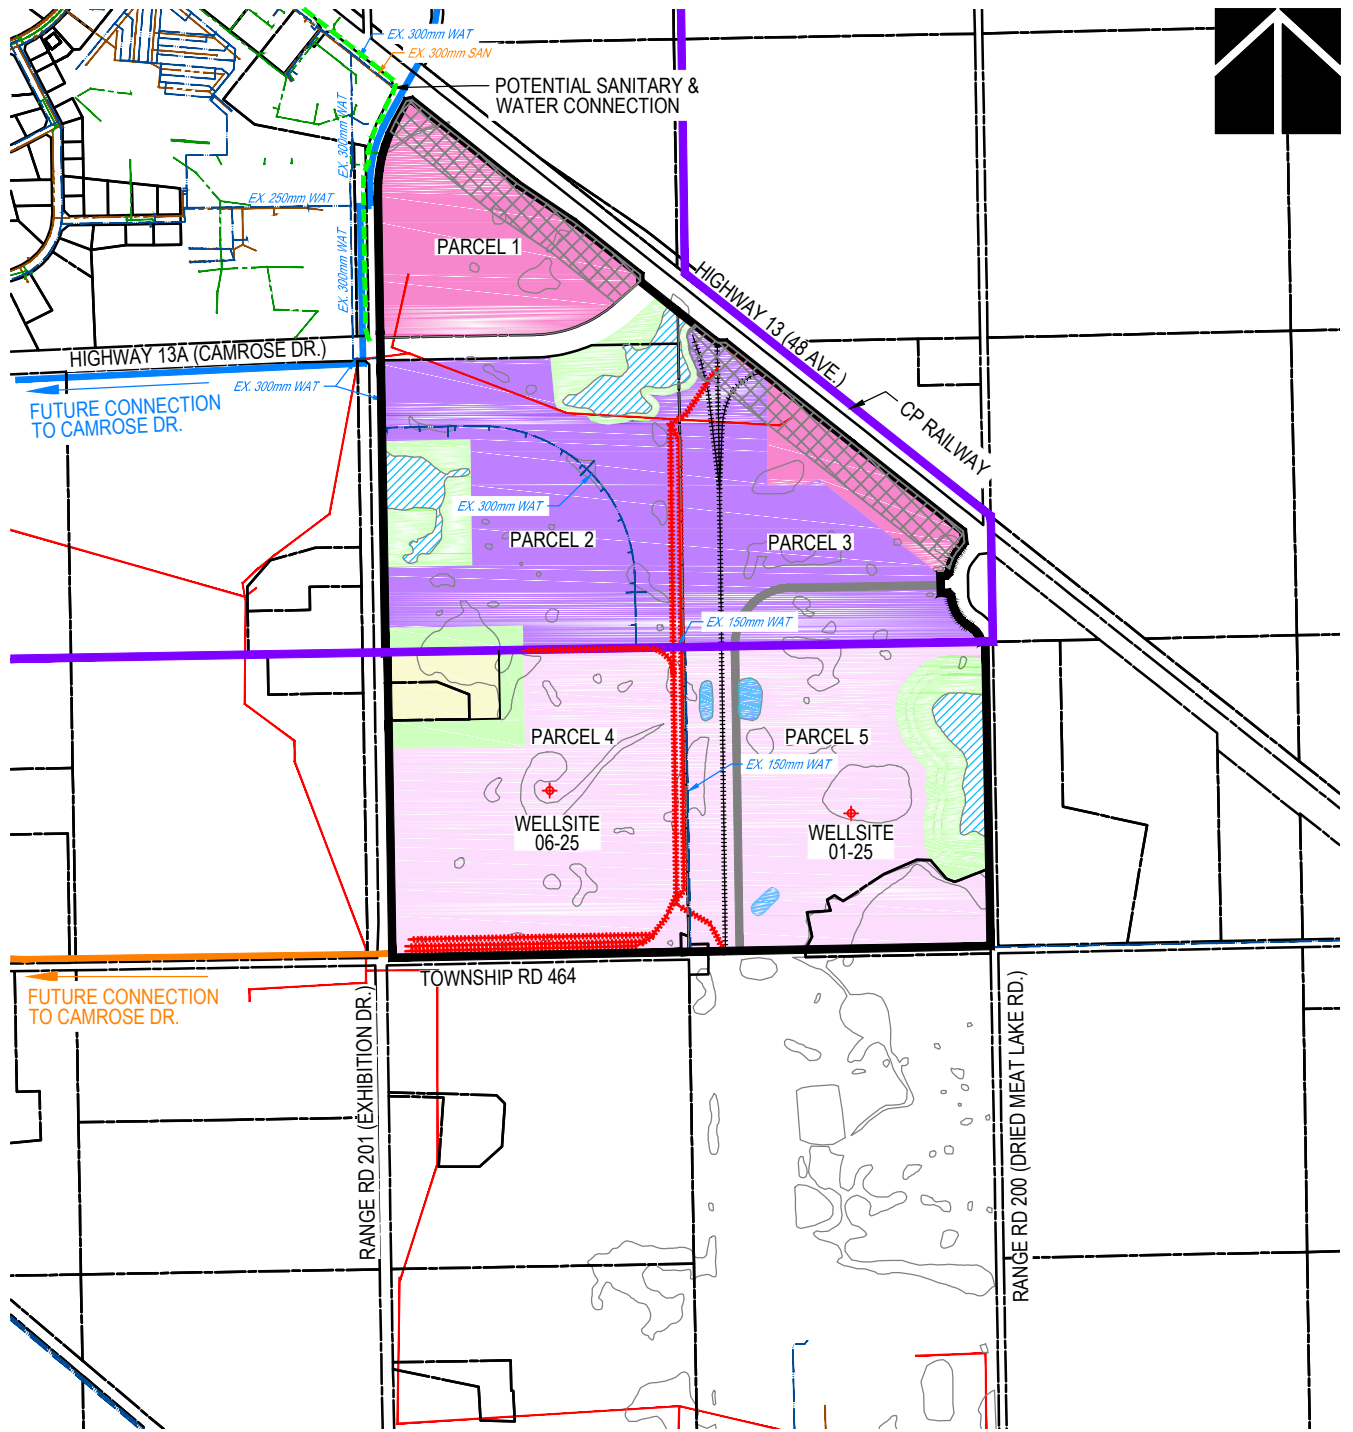 EX. 300mm WAT
EX. 300mm SAN
POTENTIAL SANITARY &
WATER CONNECTION
EX. 300mm WAT
EX. 250mm WAT
EX. 300mm WAT
PARCEL 1
HIGHWAY 13 (48 AVE.)
HIGHWAY 13A (CAMROSE DR.)
EX. 300mm WAT
FUTURE CONNECTION
TO CAMROSE DR.
CP RAILWAY
EX. 300mm WAT
PARCEL 2
PARCEL 3
EX. 150mm WAT
PARCEL 4
PARCEL 5
EX. 150mm WAT
WELLSITE
06-25
WELLSITE
01-25
TOWNSHIP RD 464
FUTURE CONNECTION
TO CAMROSE DR.
RANGE RD 201 (EXHIBITION DR.)
RANGE RD 200 (DRIED MEAT LAKE RD.)